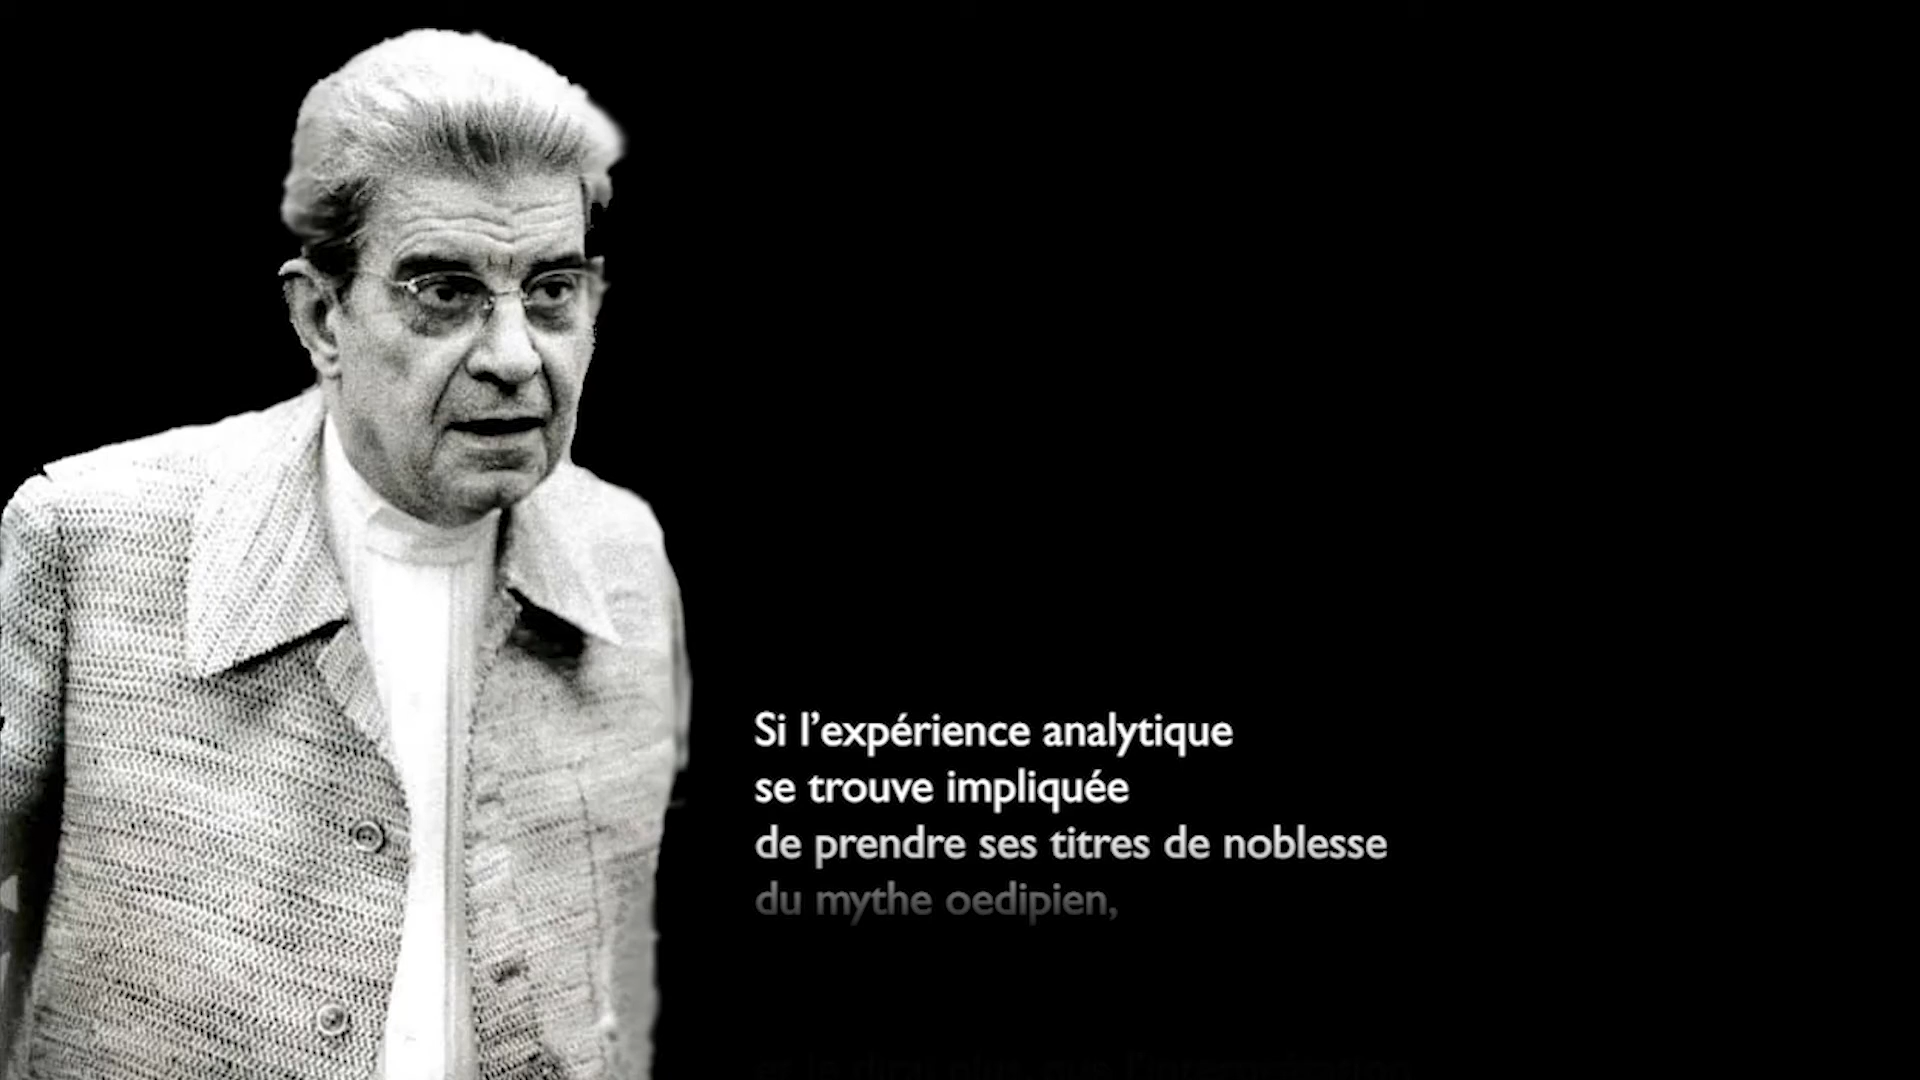 Si l’expérience analytique
se trouve impliquée
de prendre ses titres de noblesse
du mythe oedipien,